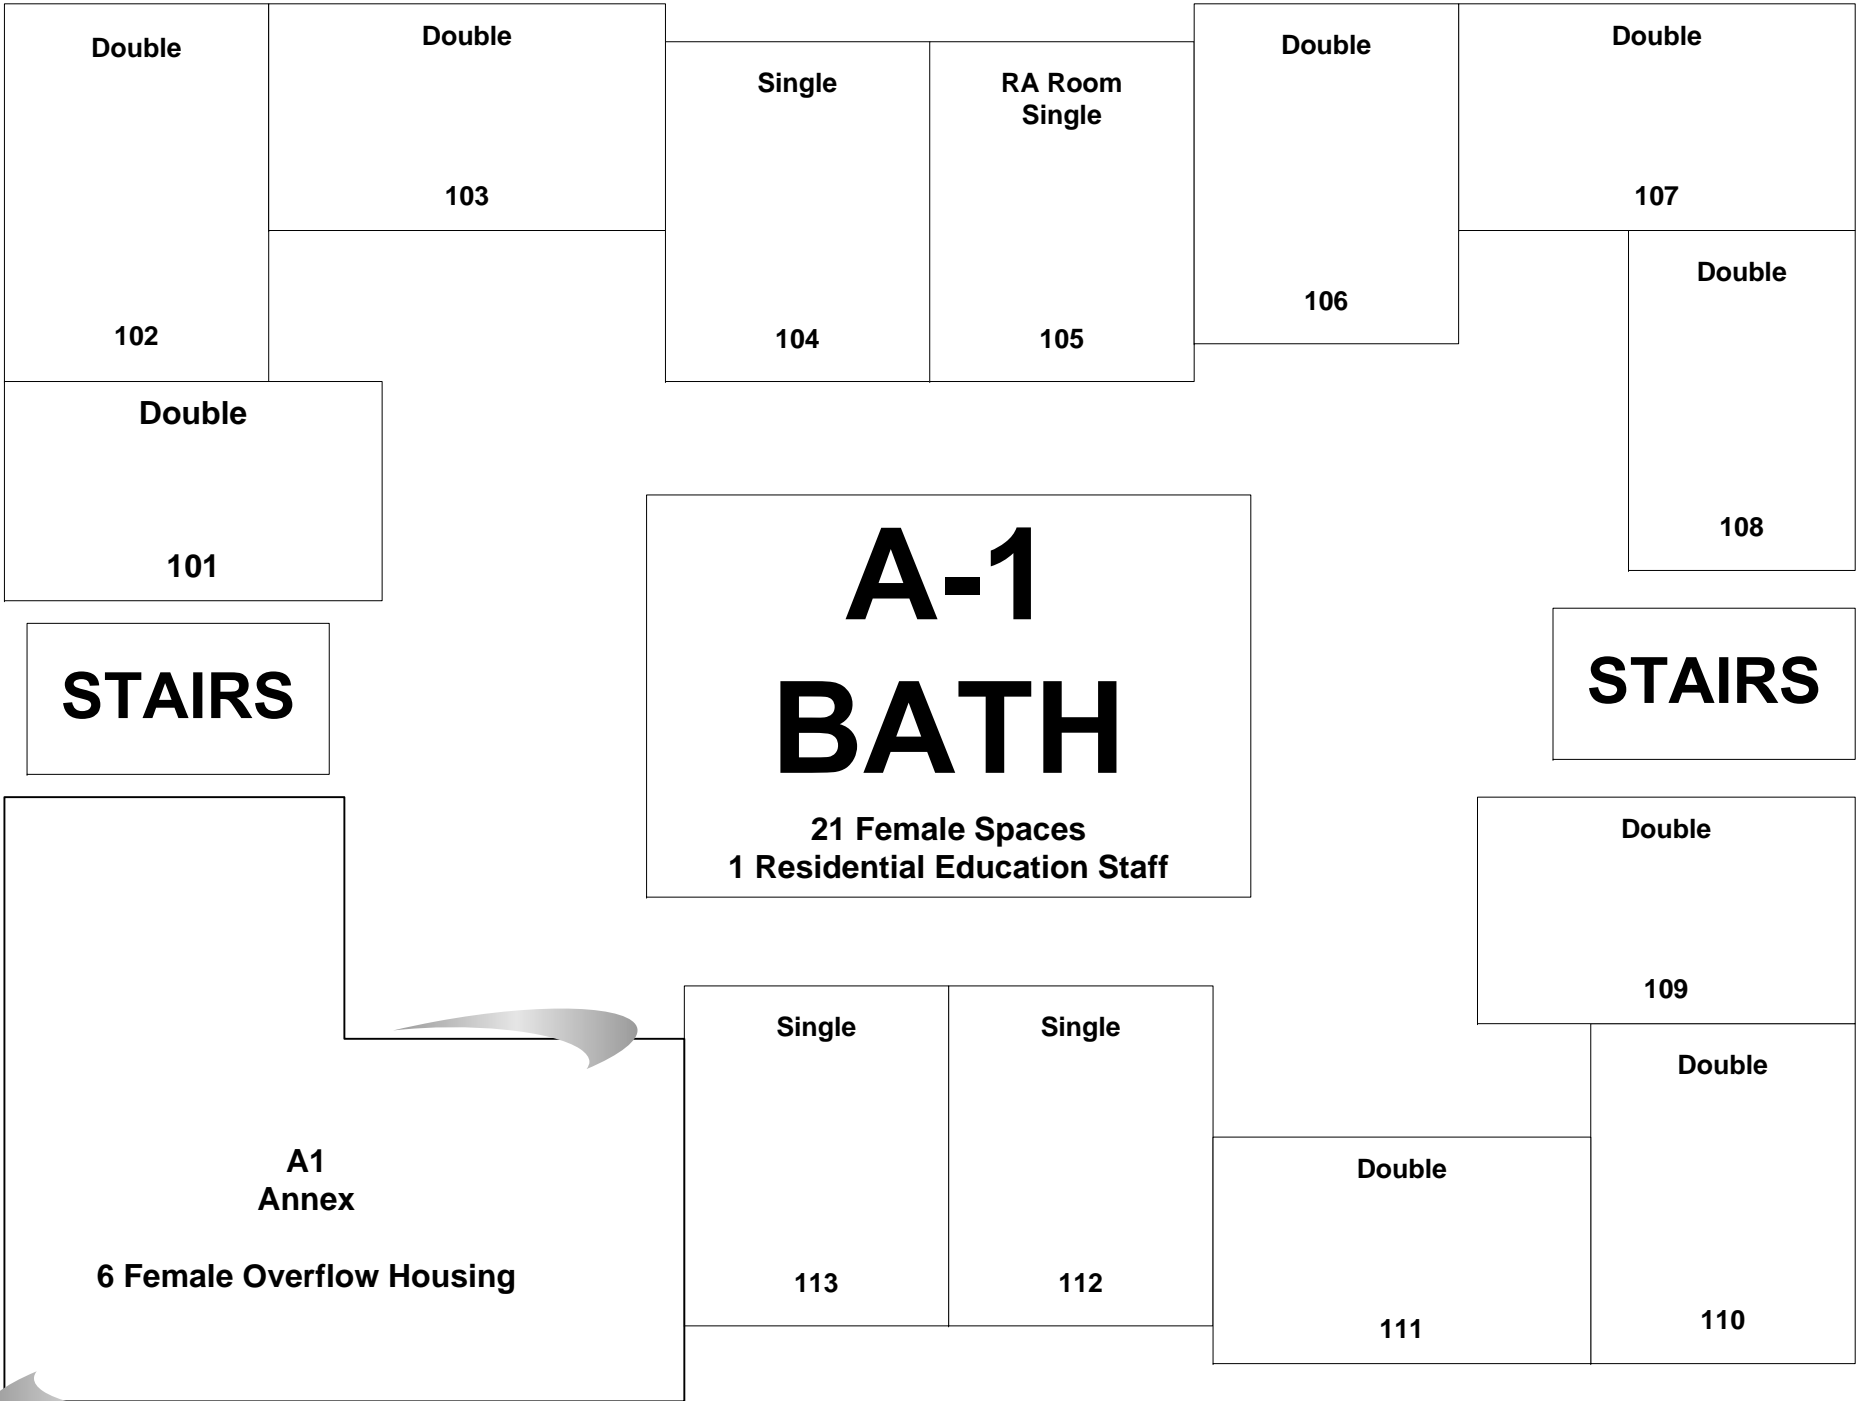 Double
102
Double
103
Single
104
RA Room
Single
105
Double
106
Double
107
Double
108
Double
101
STAIRS
A-1
BATH
21 Female Spaces
1 Residential Education Staff
STAIRS
Double
109
Double
110
A1
Annex
6 Female Overflow Housing
Single
113
Single
112
Double
111